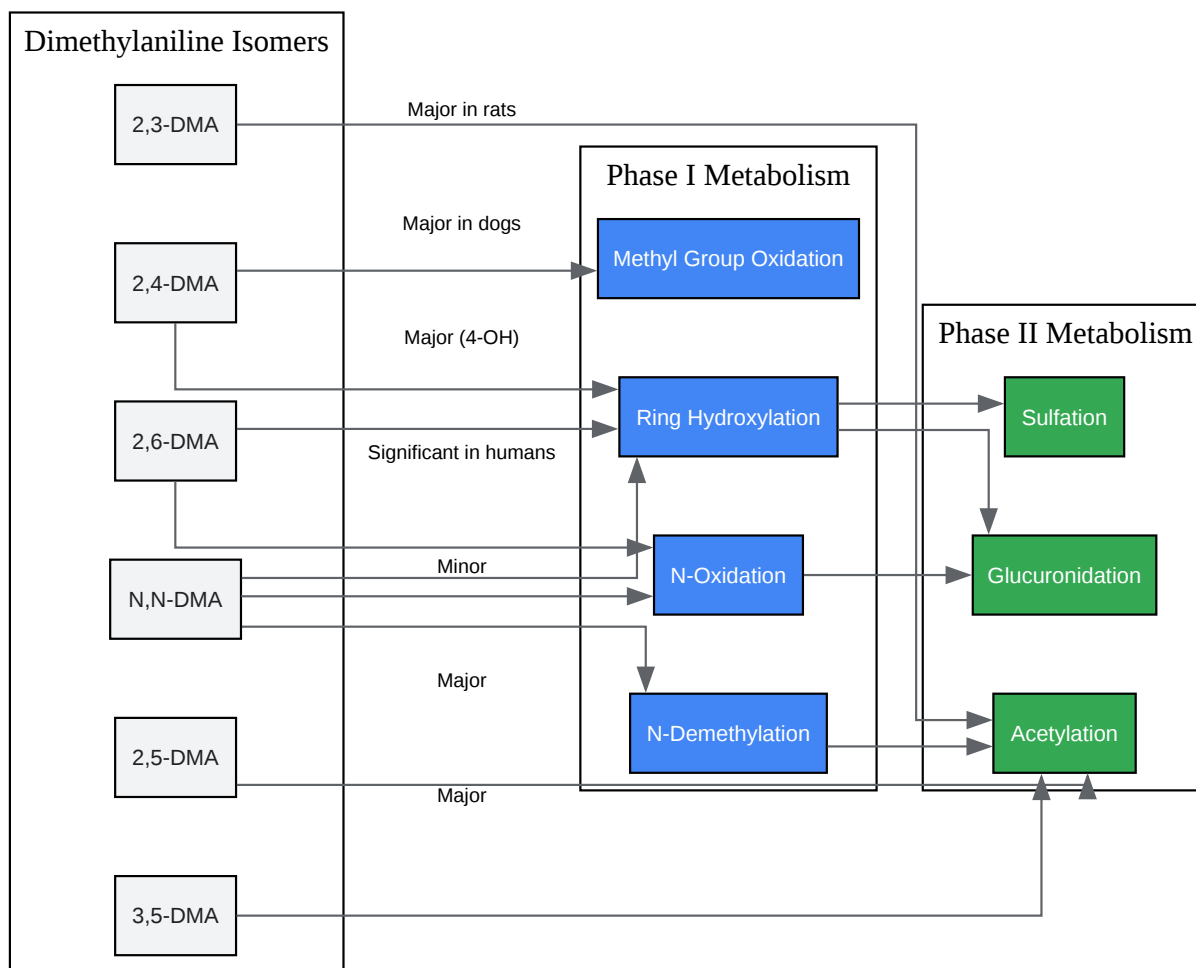 Dimethylaniline Isomers
2,3-DMA
Major in rats
Phase I Metabolism
Major in dogs
Methyl Group Oxidation
2,4-DMA
Major (4-OH)
Phase II Metabolism
Ring Hydroxylation
Sulfation
2,6-DMA
Significant in humans
Minor
N-Oxidation
Glucuronidation
N,N-DMA
Major
N-Demethylation
Acetylation
2,5-DMA
Major
3,5-DMA